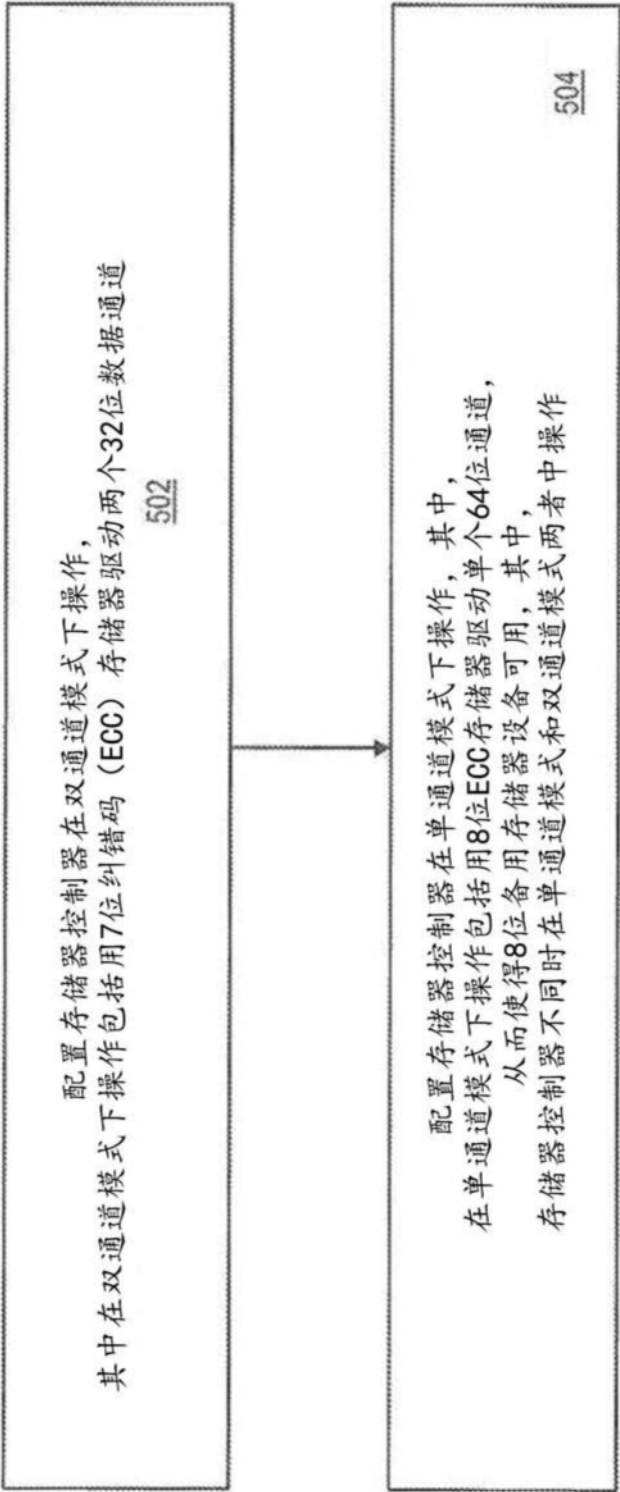 配置存储器控制器在双通道模式下操作，
其中在双通道模式下操作包括用7位纠错码（ECC）存储器驱动两个32位数据通道
502
配置存储器控制器在单通道模式下操作，其中，
在单通道模式下操作包括用8位ECC存储器驱动单个64位通道，
从而使得8位备用存储器设备可用，其中，
存储器控制器不同时在单通道模式和双通道模式两者中操作
504